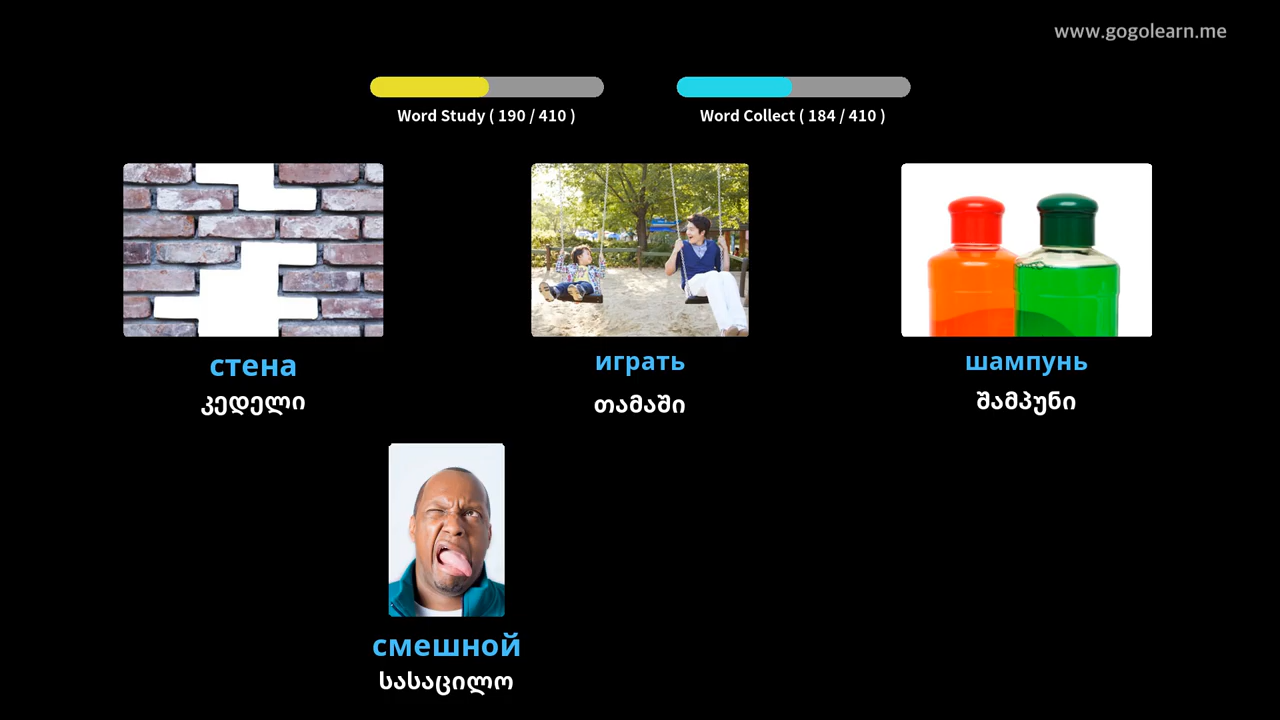 www.gogolearn.me
Word Study ( 190 / 410 )
Word Collect ( 184 / 410 )
стена
კედელი
играть
თამაში
шампунь
შამპუნი
смешной
სასაცილო